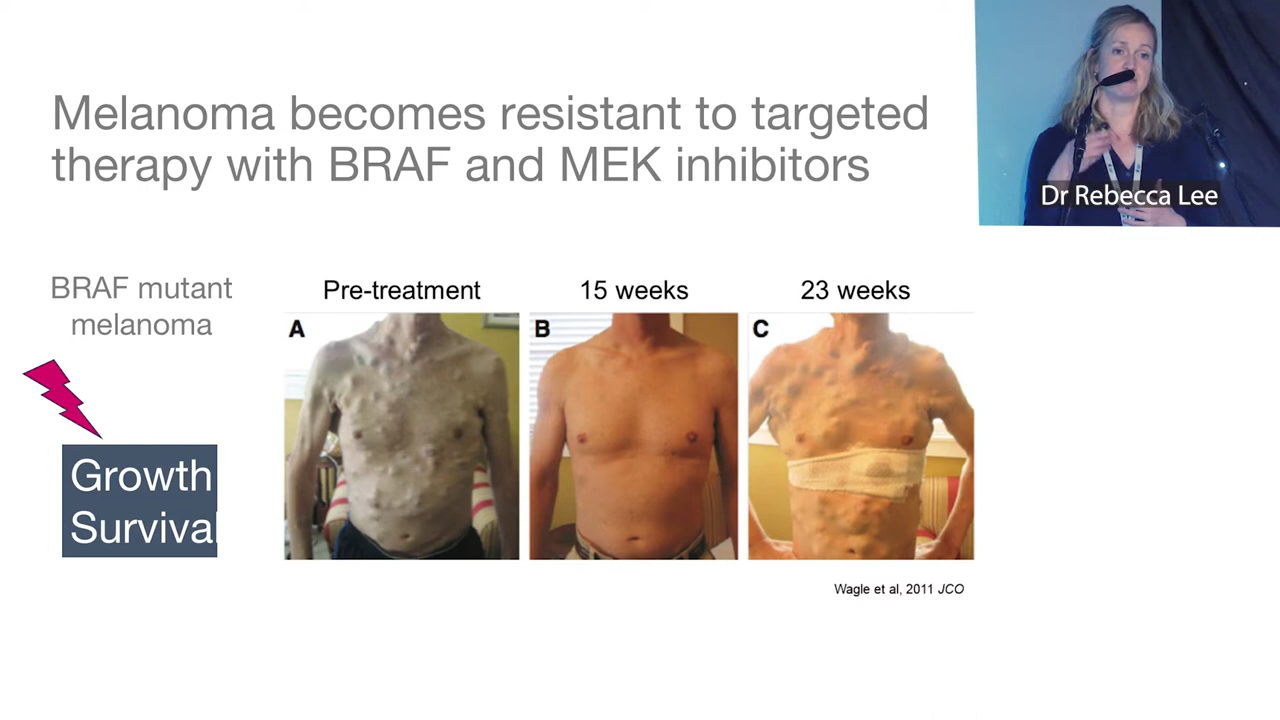 Melanoma becomes resistant to targeted
therapy with BRAF and MEK inhibitors
Dr Rebecca Lee
BRAF mutant
melanoma
Pre-treatment
15 weeks
23 weeks
A
B
C
Growth
Survival
Wagle et al, 2011 JCO